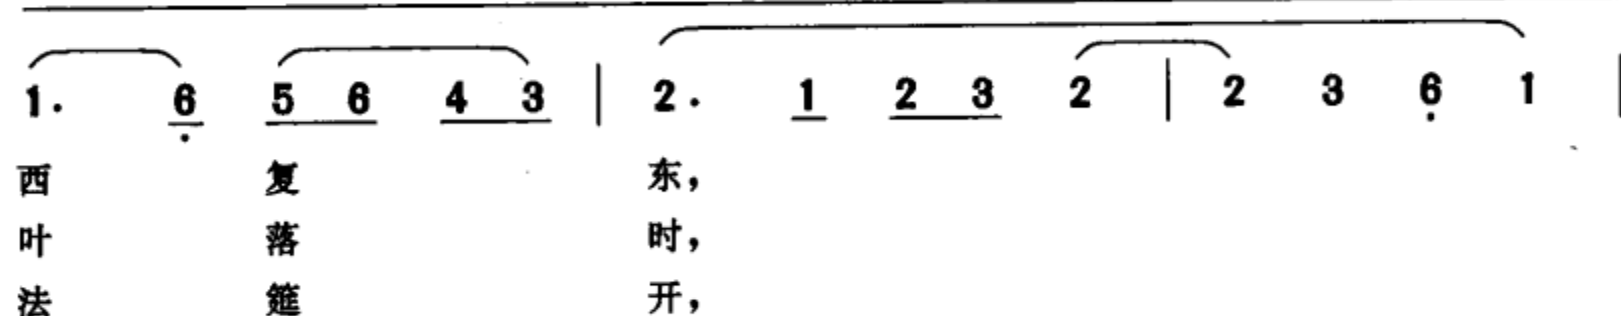 1. 6 5 6 4 3 | 2. 1 2 3 2 | 2 3 6 1 |
西 复 东，
叶 落 时，
法 筵 开，